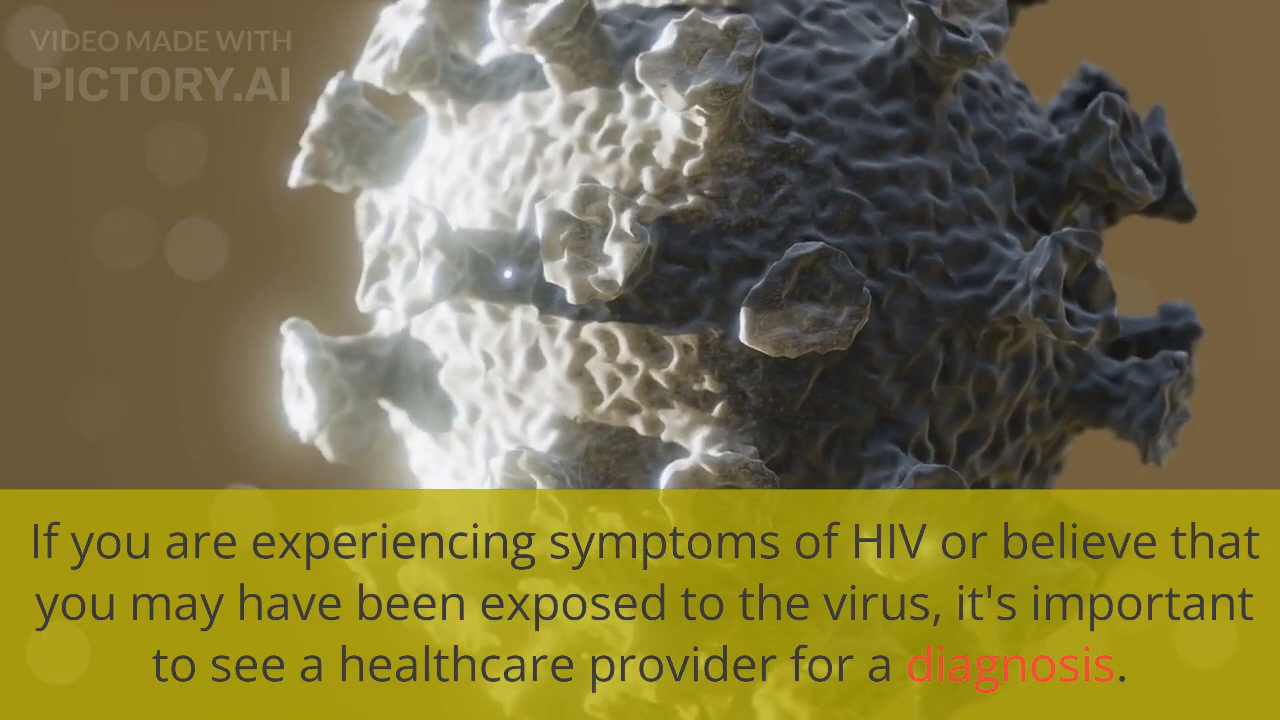 VIDEO MADE WITH
PICTORY.AI
If you are experiencing symptoms of HIV or believe that
you may have been exposed to the virus, it's important
to see a healthcare provider for a diagnosis.